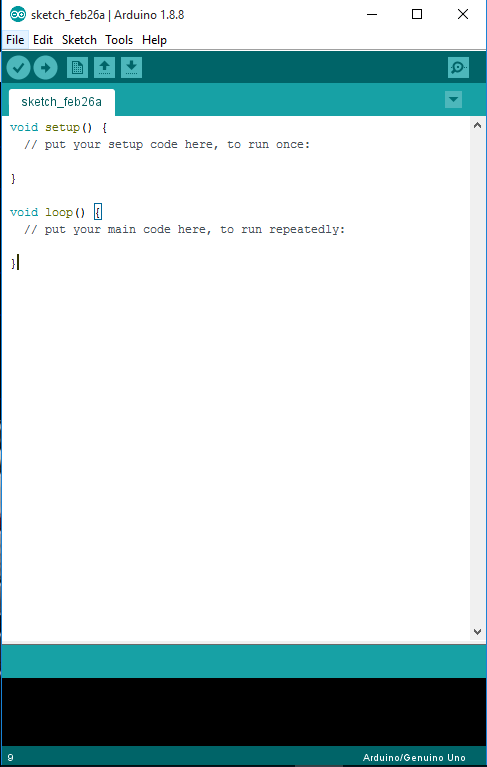 sketch_feb26a | Arduino 1.8.8
File Edit Sketch Tools Help
sketch_feb26a
void setup() {
  // put your setup code here, to run once:
}
void loop() {
  // put your main code here, to run repeatedly:
}
9 Arduino/Genuino Uno